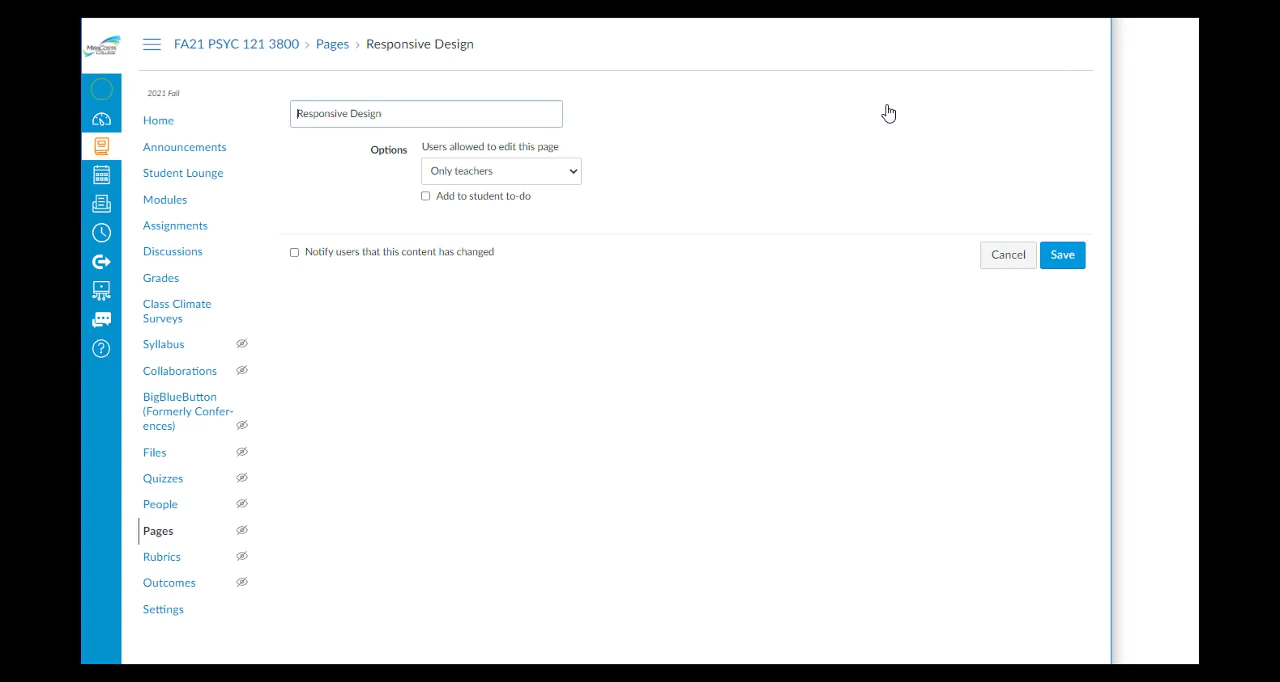 MIRACOSTA
COLLEGE
FA21 PSYC 121 3800 > Pages > Responsive Design
2021 Fall
Home
Announcements
Student Lounge
Modules
Assignments
Discussions
Grades
Class Climate
Surveys
Syllabus
Collaborations
BigBlueButton
(Formerly Confer-
ences)
Files
Quizzes
People
Pages
Rubrics
Outcomes
Settings
Responsive Design
Options
Users allowed to edit this page
Only teachers
Add to student to-do
Notify users that this content has changed
Cancel
Save